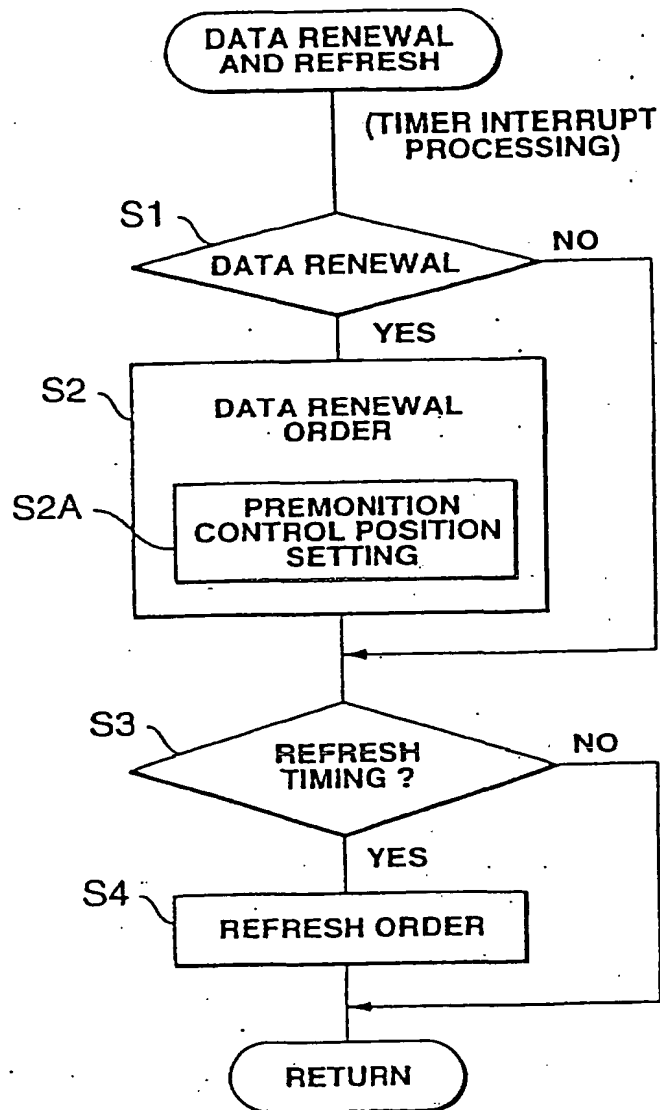 DATA RENEWAL
AND REFRESH
(TIMER INTERRUPT
PROCESSING)
S1
DATA RENEWAL
NO
YES
S2
DATA RENEWAL
ORDER
S2A
PREMONITION
CONTROL POSITION
SETTING
S3
REFRESH
TIMING ?
NO
YES
S4
REFRESH ORDER
RETURN